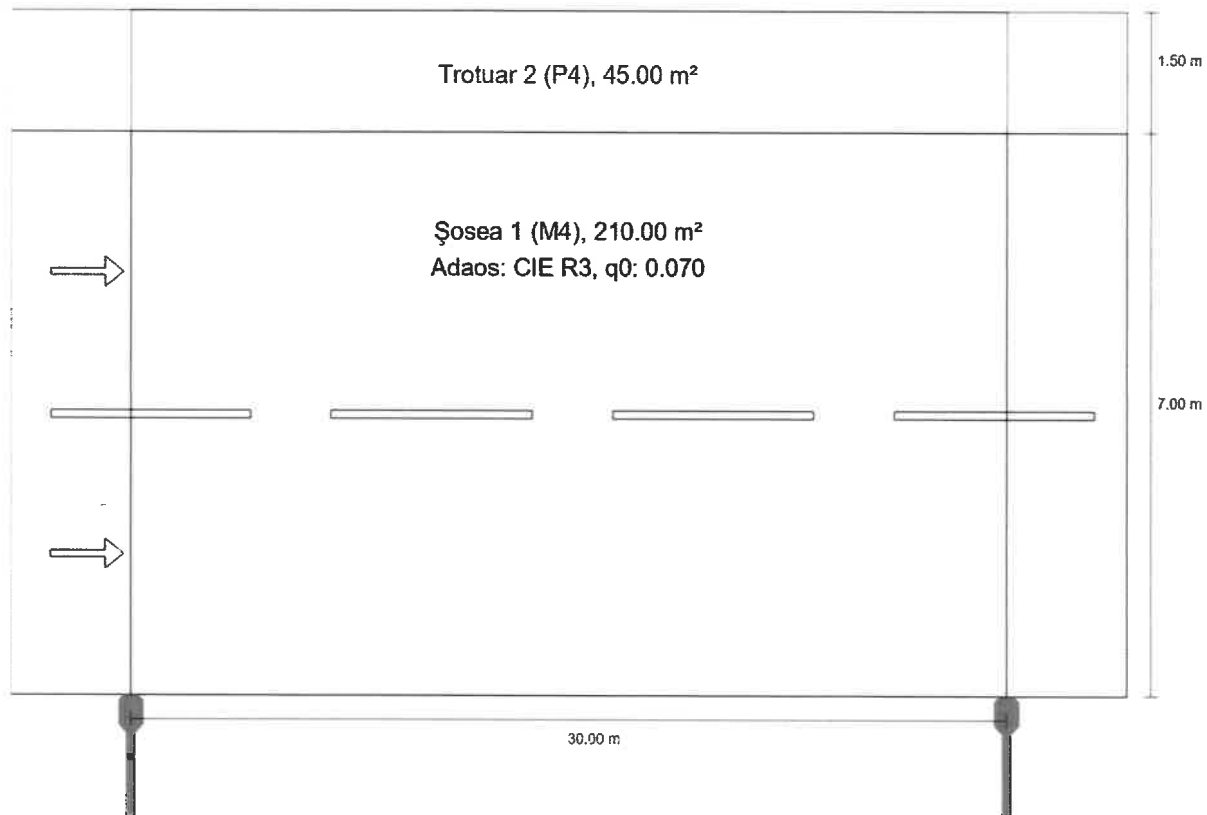 Trotuar 2 (P4), 45.00 m²
1.50 m
Şosea 1 (M4), 210.00 m²
Adaos: CIE R3, q0: 0.070
7.00 m
30.00 m